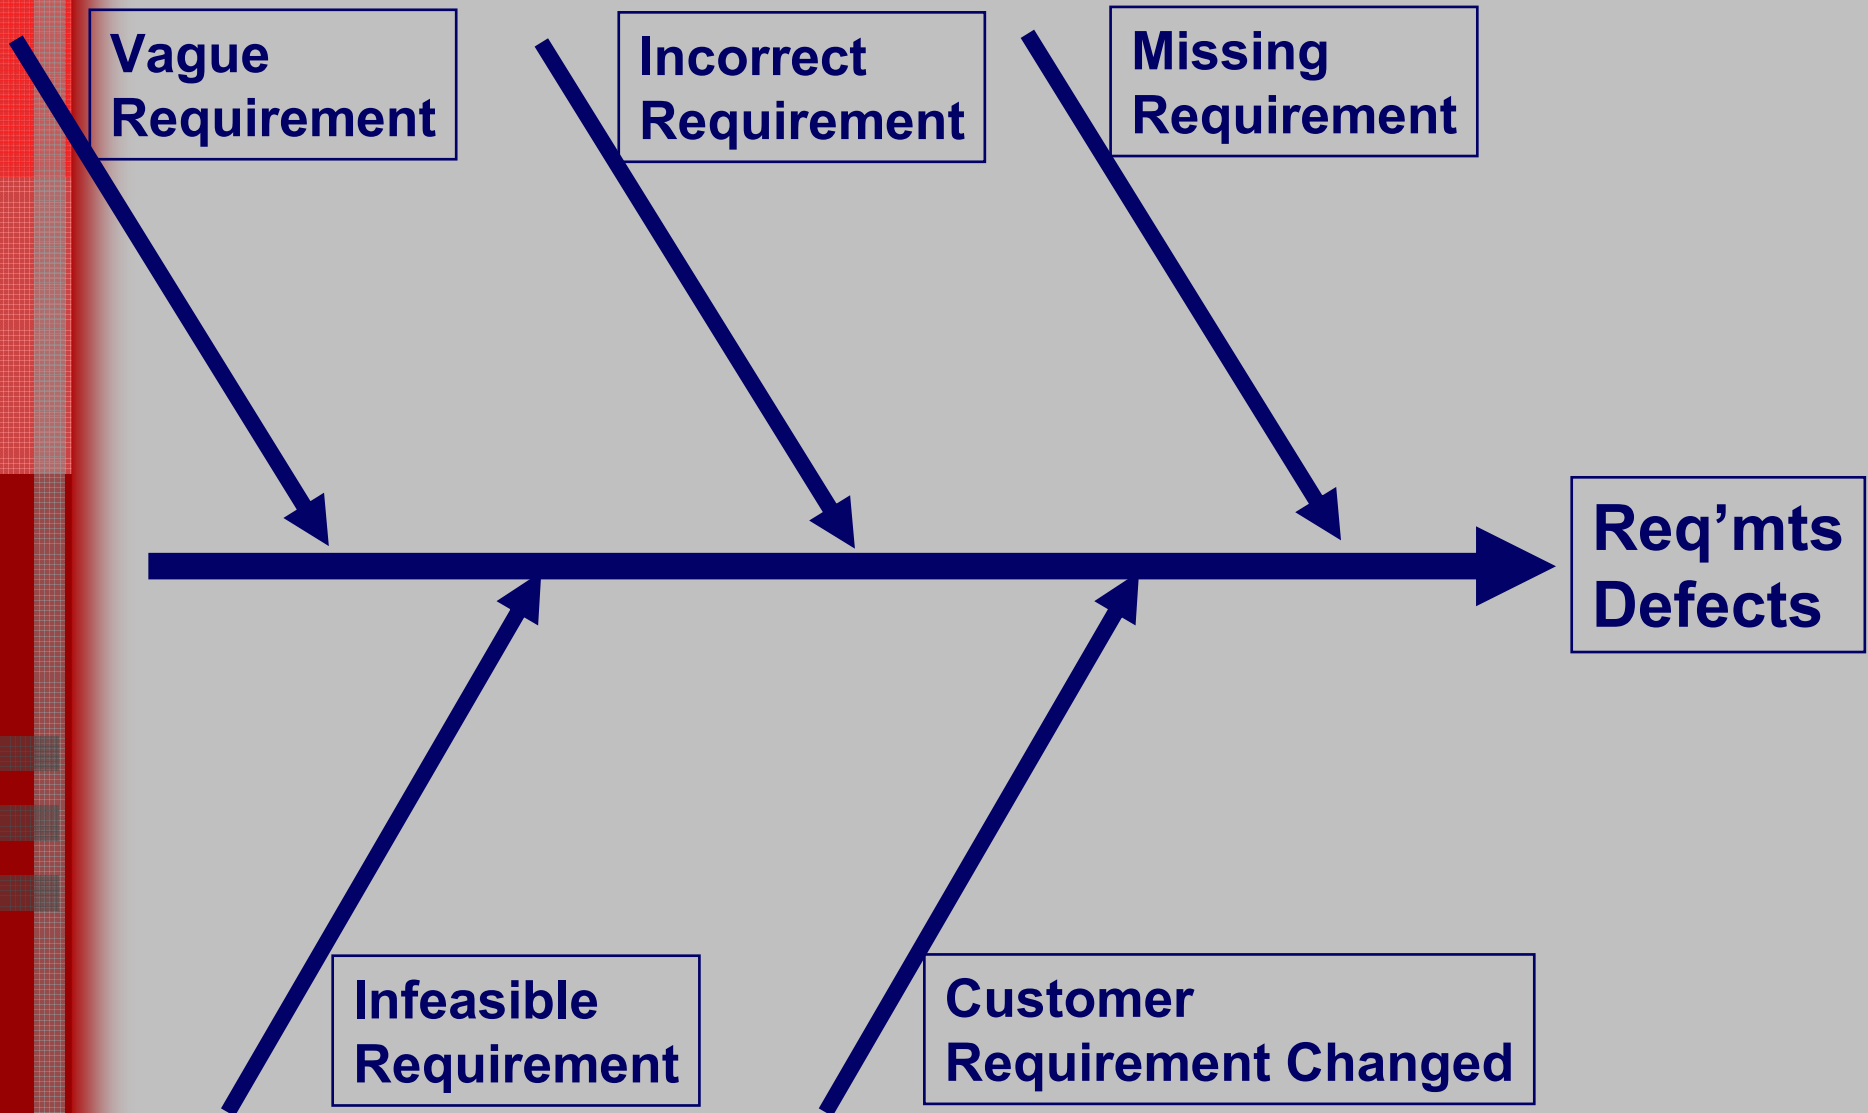 Vague
Requirement
Incorrect
Requirement
Missing
Requirement
Req’mts
Defects
Infeasible
Requirement
Customer
Requirement Changed